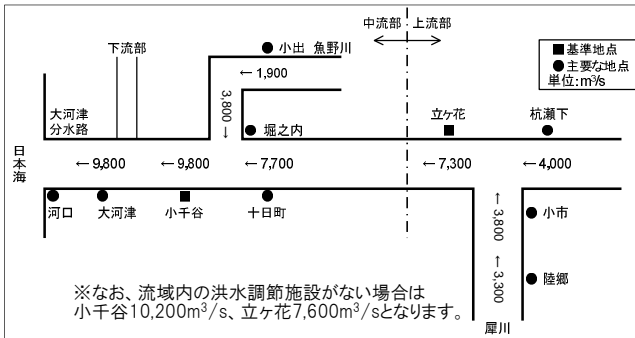 中流部 上流部
下流部
小出 魚野川
■基準地点
●主要な地点
単位:m³/s
← 1,900
大河津
分水路
3,800 →
堀之内
立ヶ花
杭瀬下
日本海
← 9,800
← 9,800
← 7,700
← 7,300
← 4,000
河口
大河津
小千谷
十日町
← 3,800
小市
← 3,300
陸郷
※なお、流域内の洪水調節施設がない場合は
小千谷10,200m³/s、立ヶ花7,600m³/sとなります。
犀川